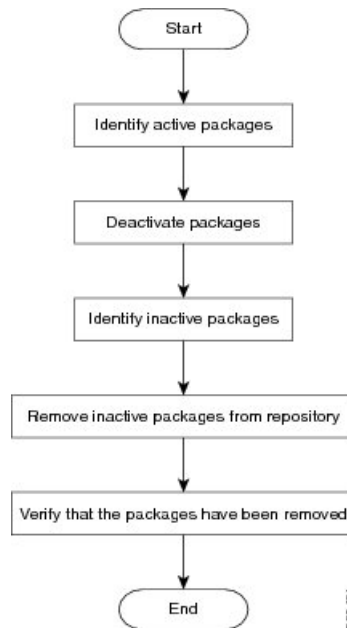 Start
Identify active packages
Deactivate packages
Identify inactive packages
Remove inactive packages from repository
Verify that the packages have been removed
End